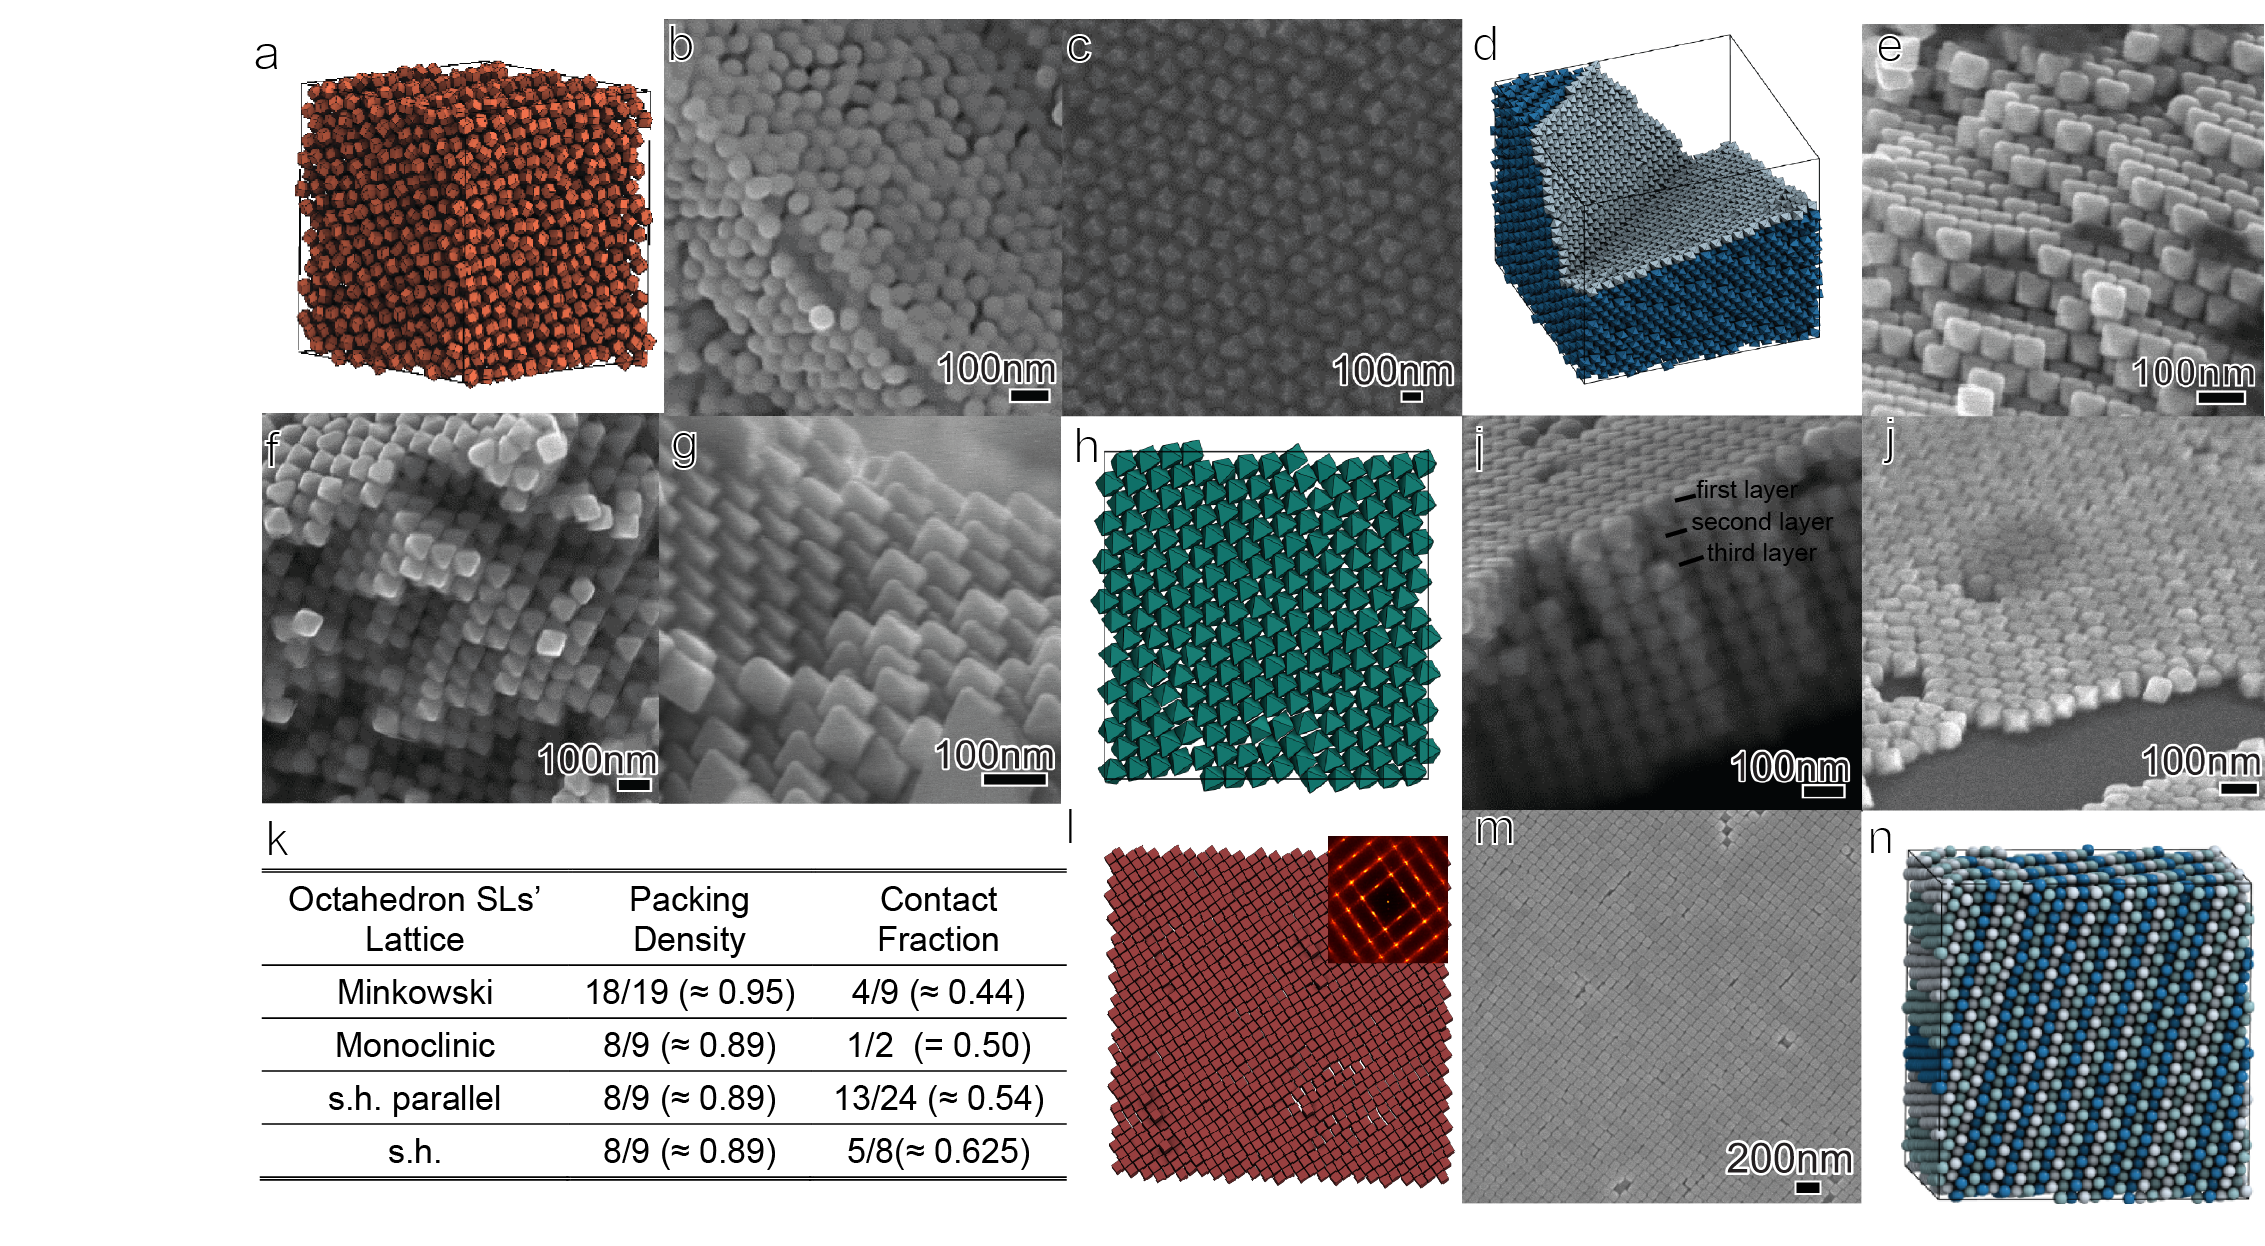 a
b
c
d
e
100nm
100nm
100nm
f
g
h
i
j
first layer
second layer
third layer
100nm
100nm
100nm
100nm
k
Octahedron SLs’ Lattice
Packing Density
Contact Fraction
Minkowski 18/19 (≈ 0.95) 4/9 (≈ 0.44)
Monoclinic 8/9 (≈ 0.89) 1/2 (= 0.50)
s.h. parallel 8/9 (≈ 0.89) 13/24 (≈ 0.54)
s.h. 8/9 (≈ 0.89) 5/8(≈ 0.625)
l
m
n
200nm